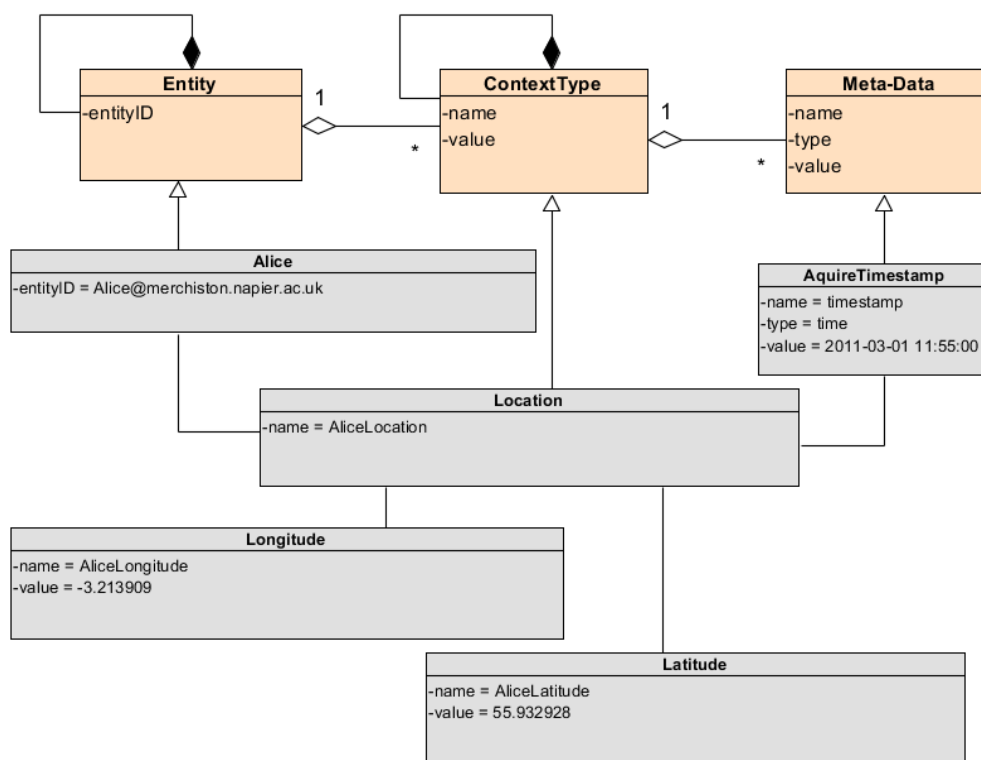 Entity
-entityID
1
*
ContextType
-name
-value
1
*
Meta-Data
-name
-type
-value
Alice
-entityID = Alice@merchiston.napier.ac.uk
AquireTimestamp
-name = timestamp
-type = time
-value = 2011-03-01 11:55:00
Location
-name = AliceLocation
Longitude
-name = AliceLongitude
-value = -3.213909
Latitude
-name = AliceLatitude
-value = 55.932928